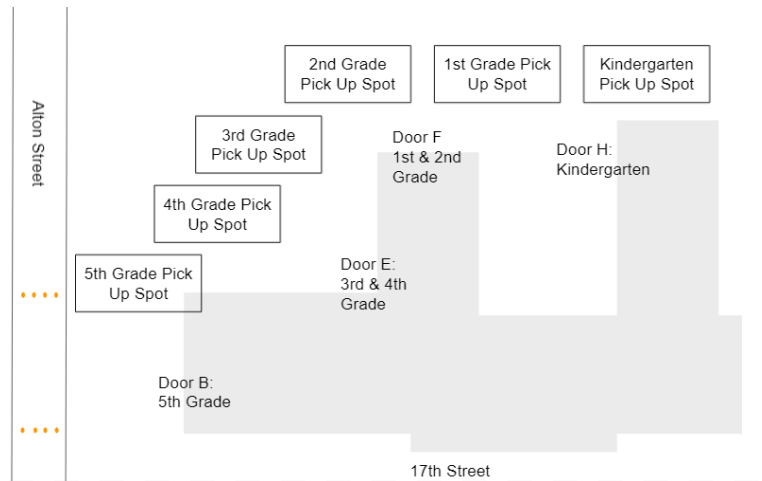 2nd Grade
Pick Up Spot
1st Grade Pick
Up Spot
Kindergarten
Pick Up Spot
Alton Street
3rd Grade
Pick Up Spot
Door F
1st & 2nd
Grade
Door H:
Kindergarten
4th Grade Pick
Up Spot
5th Grade Pick
Up Spot
Door E:
3rd & 4th
Grade
Door B:
5th Grade
17th Street